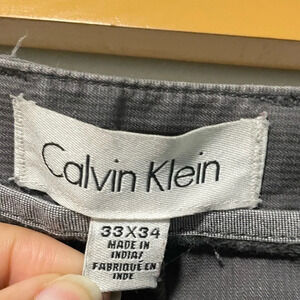 Calvin Klein
33X34
MADE IN
INDIA/
FABRIQUÉ EN
INDE